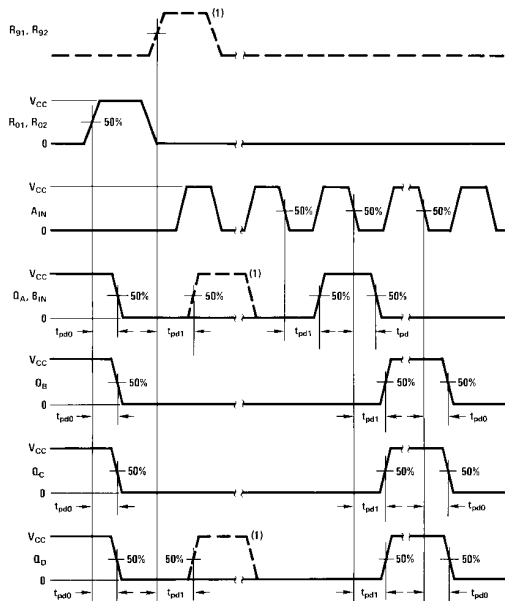 R91, R92
(1)
VCC
R01, R02
50%
0
VCC
AIN
50% 50% 50%
0
VCC
(1)
QA, BIN
50% 50% 50% 50%
0
tpd0 tpd1 tpd1 tpd
VCC
QB
50% 50% 50%
0
tpd0 tpd1 tpd0
VCC
QC
50% 50% 50%
0
tpd0 tpd1 tpd0
VCC
(1)
QD
50% 50% 50% 50%
0
tpd0 tpd1 tpd1 tpd0